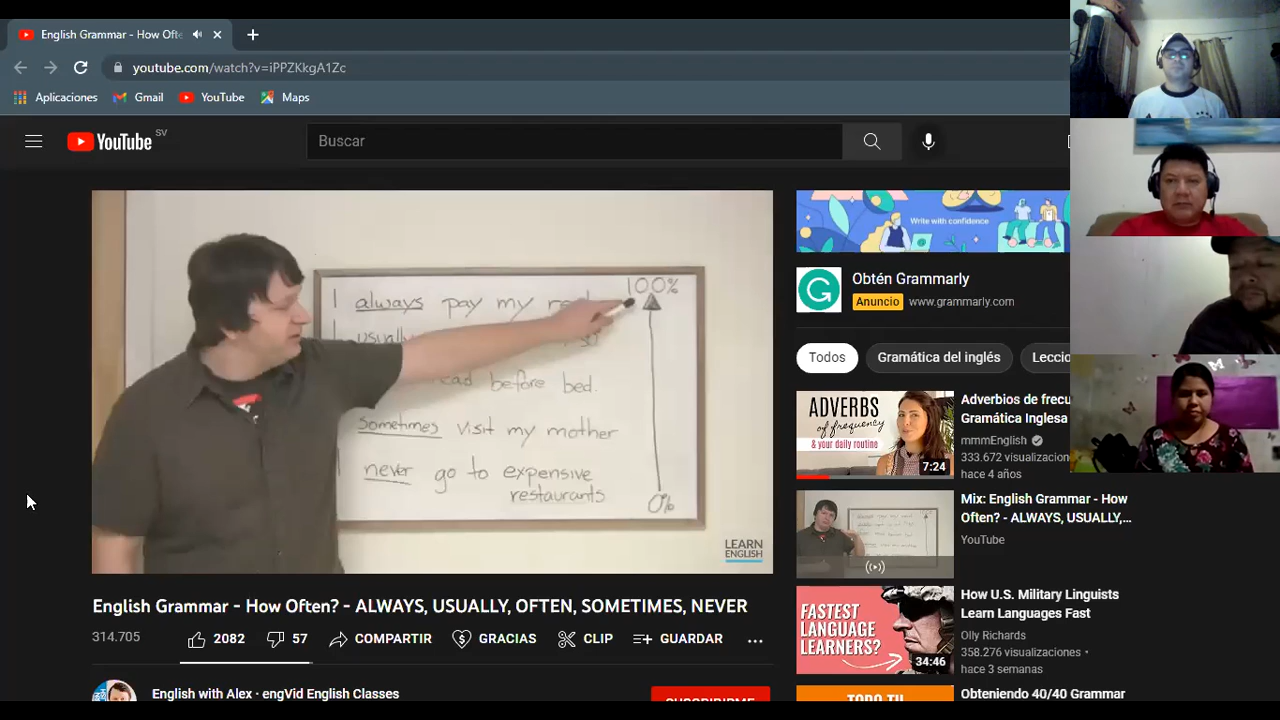 English Grammar - How Ofte
youtube.com/watch?v=iPPZKkgA1Zc
Aplicaciones
Gmail
YouTube
Maps
YouTube SV
Buscar
I always pay my
100%
usually
before bed.
sometimes visit my mother
never go to expensive
restaurants
0%
LEARN
ENGLISH
English Grammar - How Often? - ALWAYS, USUALLY, OFTEN, SOMETIMES, NEVER
314.705
2082
57
COMPARTIR
GRACIAS
CLIP
GUARDAR
English with Alex · engVid English Classes
Write with confidence
Obtén Grammarly
Anuncio
www.grammarly.com
Todos
Gramática del inglés
Leccio
ADVERBS
of frequency
& your daily routine
7:24
Adverbios de frecu
Gramática Inglesa
mmmEnglish
333.672 visualizacion
hace 4 años
Mix: English Grammar - How
Often? - ALWAYS, USUALLY,...
YouTube
FASTEST
LANGUAGE
LEARNERS?
34:46
How U.S. Military Linguists
Learn Languages Fast
Olly Richards
358.276 visualizaciones •
hace 3 semanas
Obteniendo 40/40 Grammar